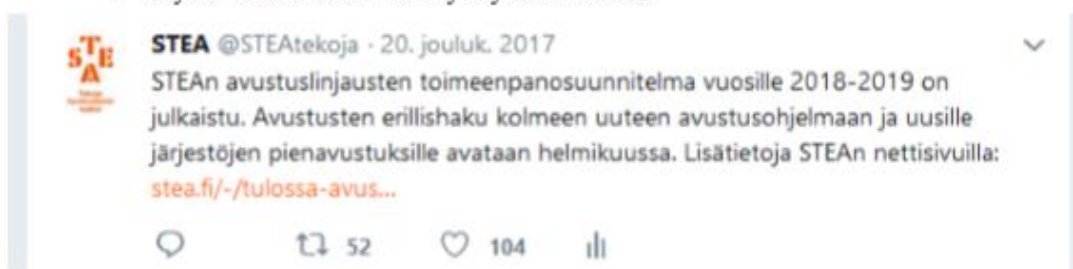 STEA @STEAtekoja · 20. jouluk. 2017
STEAn avustuslinjausten toimeenpanosuunnitelma vuosille 2018-2019 on
julkaistu. Avustusten erillishaku kolmeen uuteen avustusohjelmaan ja uusille
järjestöjen pienavustuksille avataan helmikuussa. Lisätietoja STEAn nettisivuilla:
stea.fi/-/tulossa-avus...
52 104
STEA